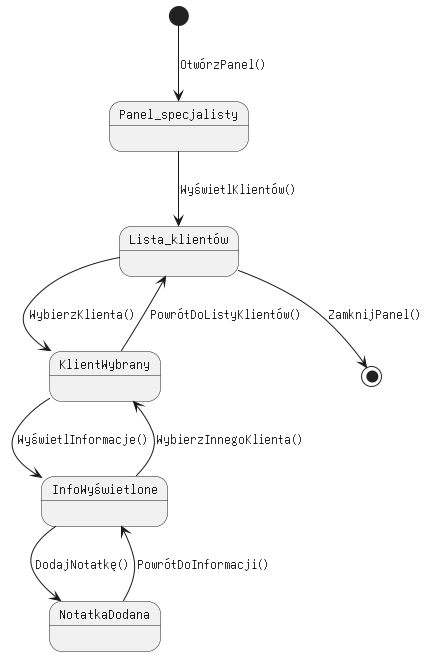 OtwórzPanel()
Panel_specjalisty
WyświetlKlientów()
Lista_klientów
WybierzKlienta()
PowrótDoListyKlientów()
ZamknijPanel()
KlientWybrany
WyświetlInformacje()
WybierzInnegoKlienta()
InfoWyświetlone
DodajNotatkę()
PowrótDoInformacji()
NotatkaDodana